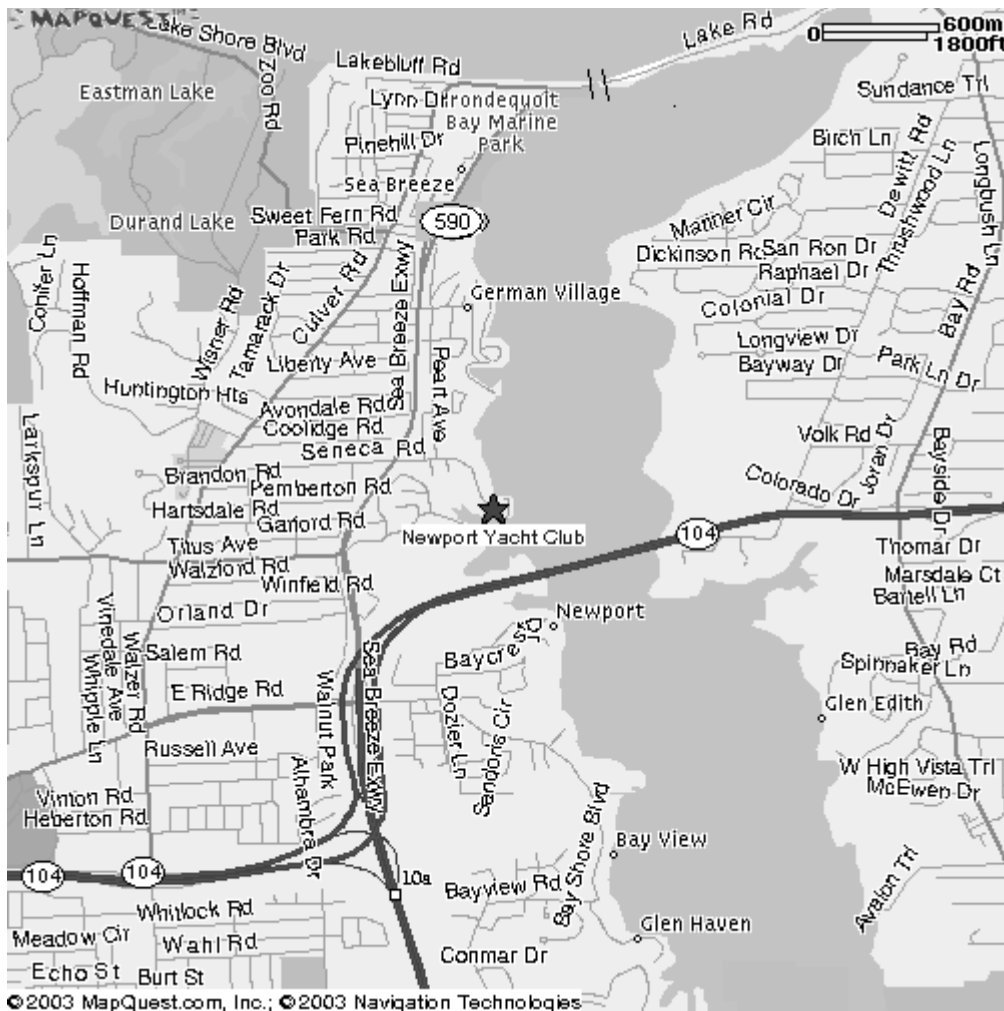 MAPQUEST
Lake Shore Blvd
Zoo Rd
Lakebluff Rd
Lake Rd
0 600m
1800ft
Eastman Lake
Lynn Dr
Irondequoit
Bay Marine
Park
Pinehill Dr
Sea Breeze
Sundance Trl
Birch Ln
Dewitt Rd
Thrushwood Ln
Longbush Ln
Durand Lake
Sweet Fern Rd
Park Rd
590
Mariner Cir
Dickinson Rd
San Ron Dr
Raphael Dr
Colonial Dr
Conifer Ln
Hoffman Rd
Wisner Rd
Tamarack Dr
Culver Rd
Sea Breeze Exwy
German Village
Bay Rd
Liberty Ave
Peart Ave
Longview Dr
Bayway Dr
Park Ln Dr
Huntington Hts
Avondale Rd
Coolidge Rd
Seneca Rd
Larkspur Ln
Volk Rd
Joran Dr
Bayside Dr
Brandon Rd
Pemberton Rd
Colorado Dr
Hartsdale Rd
Garford Rd
Newport Yacht Club
104
Titus Ave
Walzford Rd
Winfield Rd
Thomar Dr
Marsdale Ct
Bartell Ln
Orland Dr
Newport
Vinedale Ave
Whipple Ln
Walzer Rd
Salem Rd
Baycrest Dr
Bay Rd
Spinnaker Ln
E Ridge Rd
Walnut Park
Sea Breeze Exwy
Dozier Ln
Sandoris Cir
Glen Edith
Russell Ave
Alhambra Dr
W High Vista Trl
McEwen Dr
Vinton Rd
Heberton Rd
Bay Shore Blvd
Bay View
104
104
10a
Bayview Rd
Avalon Trl
Whitlock Rd
Meadow Cir
Wahl Rd
Glen Haven
Conmar Dr
Echo St
Burt St
©2003 MapQuest.com, Inc.; ©2003 Navigation Technologies